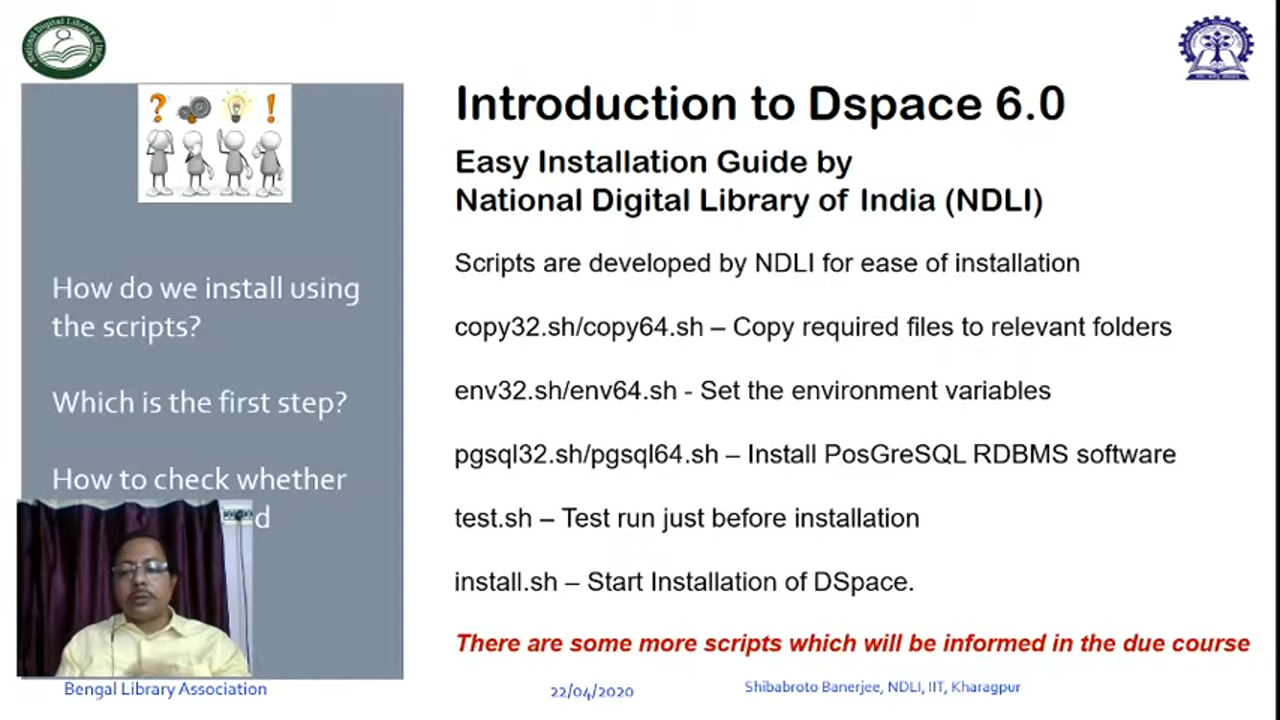 Introduction to Dspace 6.0
Easy Installation Guide by
National Digital Library of India (NDLI)
How do we install using
the scripts?
Which is the first step?
How to check whether
d
Scripts are developed by NDLI for ease of installation
copy32.sh/copy64.sh – Copy required files to relevant folders
env32.sh/env64.sh - Set the environment variables
pgsql32.sh/pgsql64.sh – Install PosGreSQL RDBMS software
test.sh – Test run just before installation
install.sh – Start Installation of DSpace.
There are some more scripts which will be informed in the due course
Bengal Library Association
22/04/2020
Shibabroto Banerjee, NDLI, IIT, Kharagpur